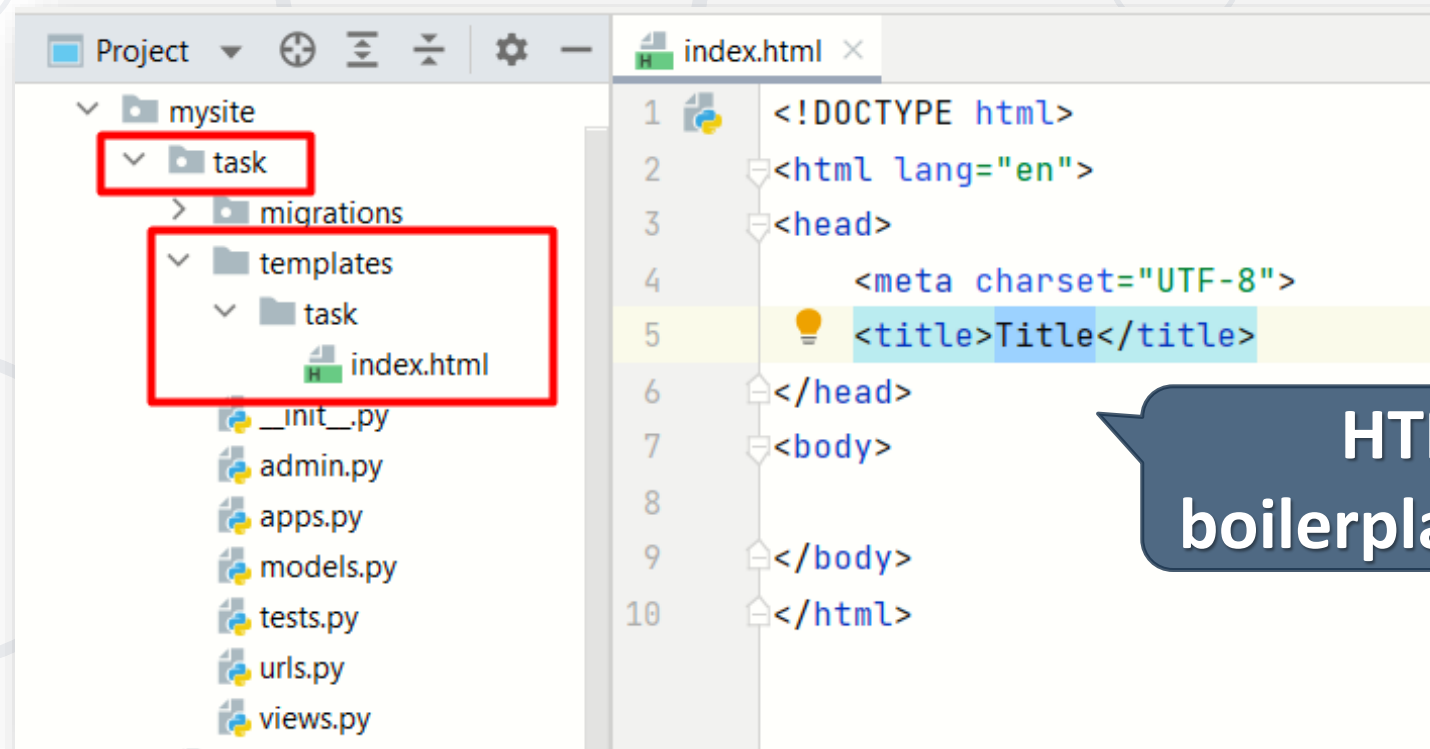 Project
mysite
task
migrations
templates
task
index.html
__init__.py
admin.py
apps.py
models.py
tests.py
urls.py
views.py
index.html
1 <!DOCTYPE html>
2 <html lang="en">
3 <head>
4 <meta charset="UTF-8">
5 <title>Title</title>
6 </head>
7 <body>
8
9 </body>
10 </html>